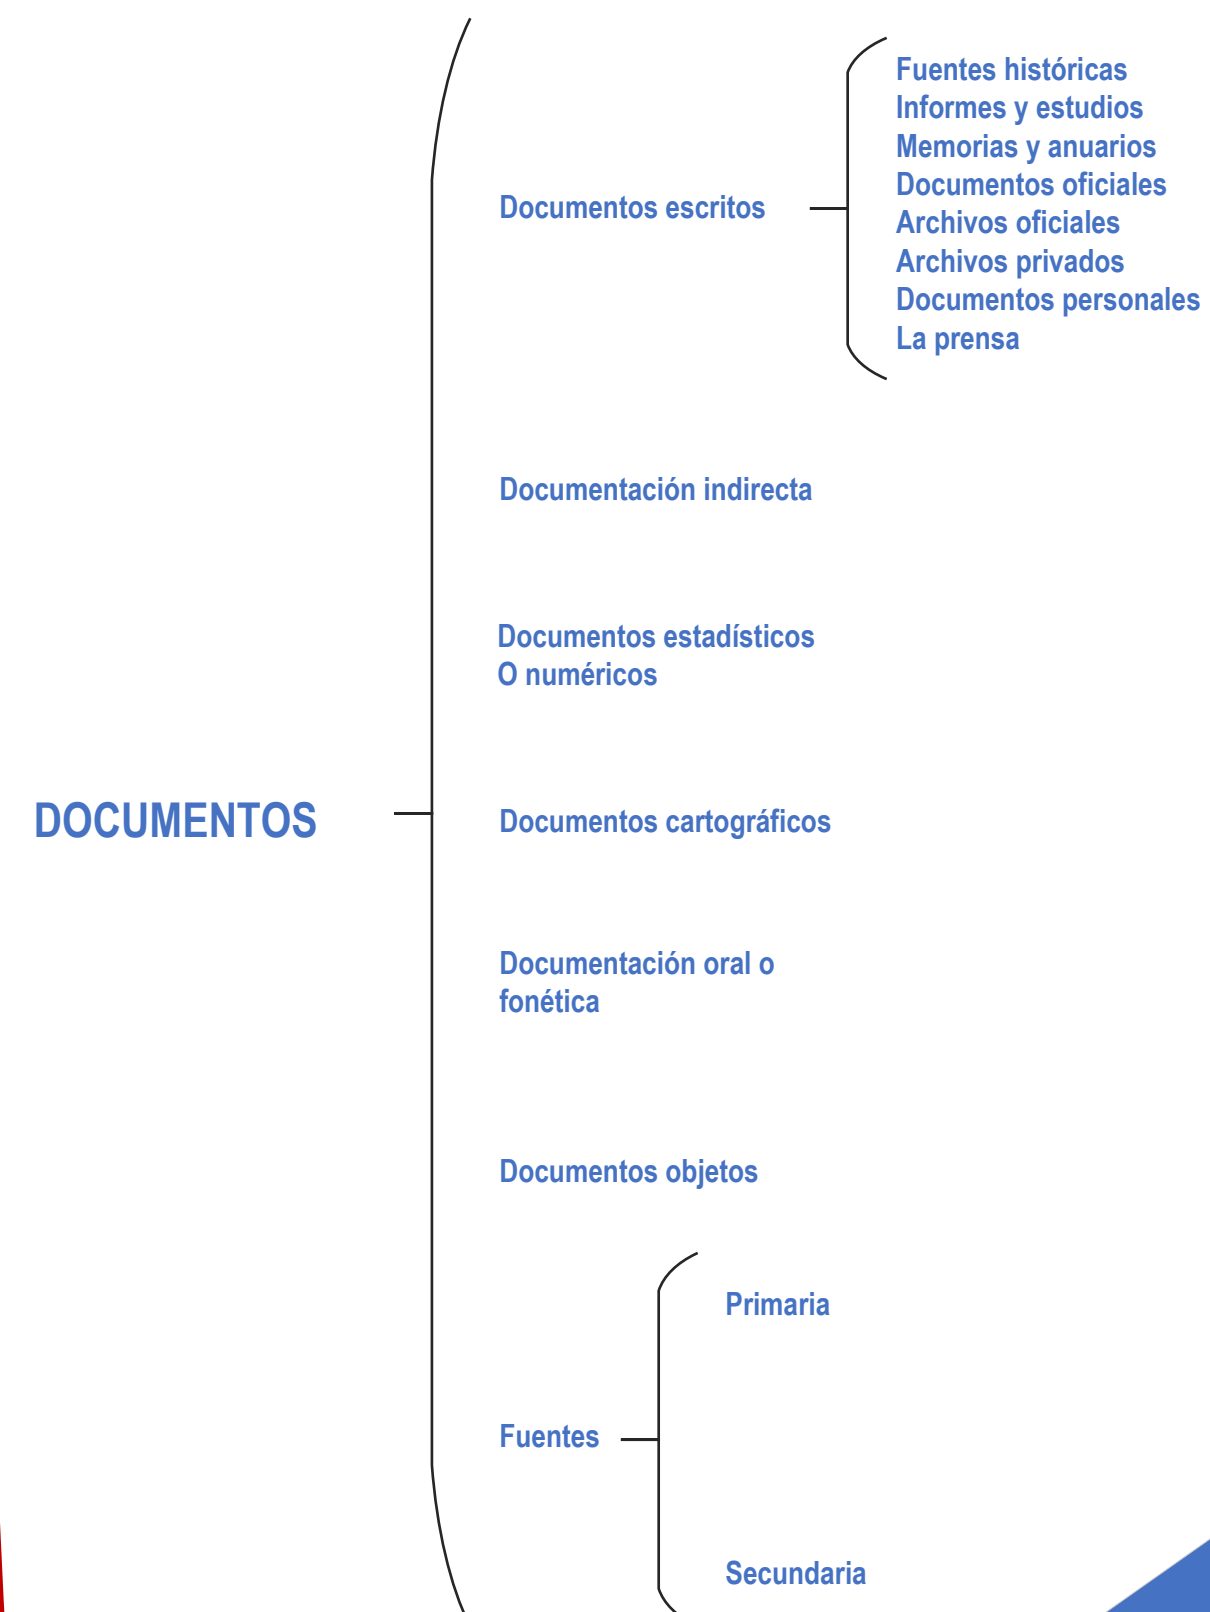 Fuentes históricas
Informes y estudios
Memorias y anuarios
Documentos oficiales
Archivos oficiales
Archivos privados
Documentos personales
La prensa
Documentos escritos
Documentación indirecta
Documentos estadísticos
O numéricos
DOCUMENTOS
Documentos cartográficos
Documentación oral o
fonética
Documentos objetos
Primaria
Fuentes
Secundaria